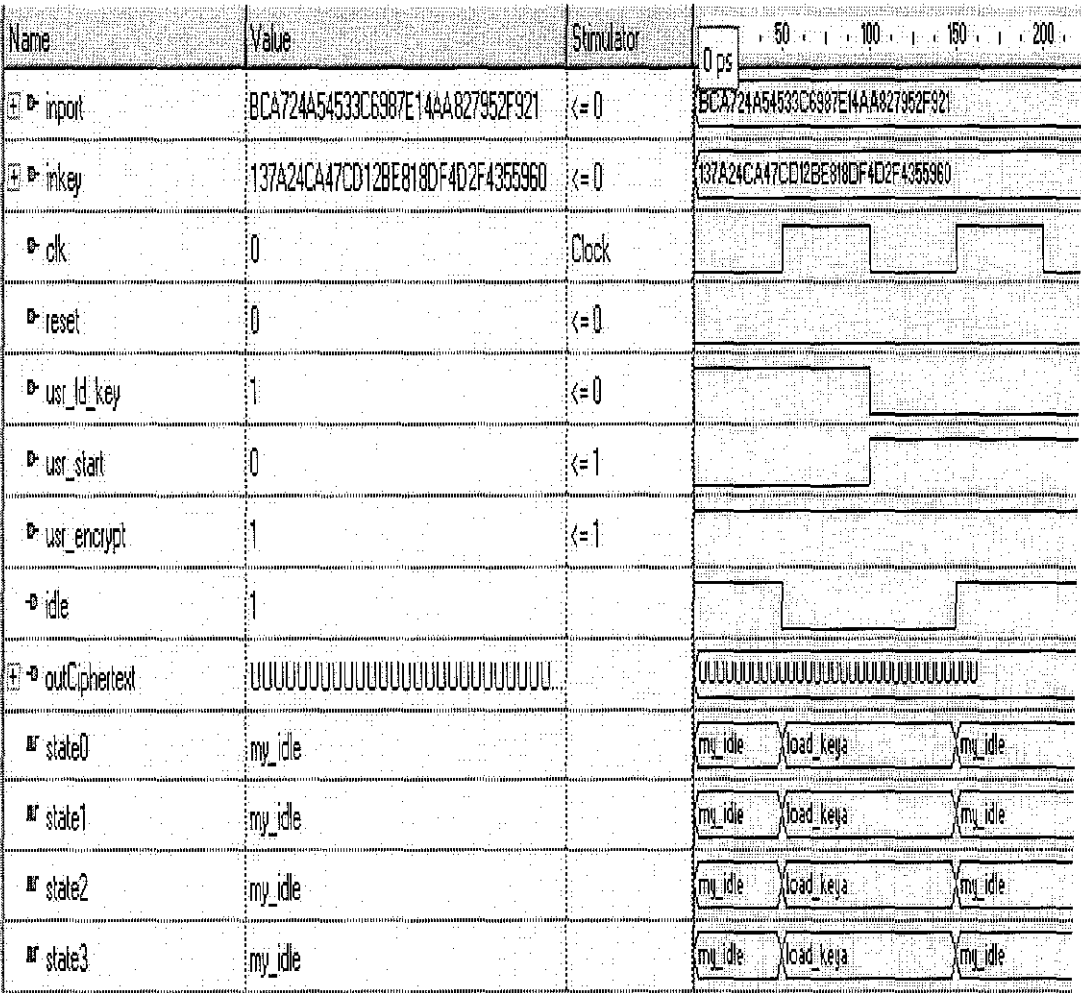 Name Value Stimulator 50 100 150 200
0 ps
inport BCA724A54533C6987E14AA827952F921 <= 0 BCA724A54533C6987E14AA827952F921
inkey 137A24CA47CD12BE818DF4D2F4355960 <= 0 137A24CA47CD12BE818DF4D2F4355960
clk 0 Clock
reset 0 <= 0
usr_ld_key 1 <= 0
usr_start 0 <= 1
usr_encrypt 1 <= 1
idle 1
outCiphertext
state0 my_idle my_idle load_keya my_idle
state1 my_idle my_idle load_keya my_idle
state2 my_idle my_idle load_keya my_idle
state3 my_idle my_idle load_keya my_idle